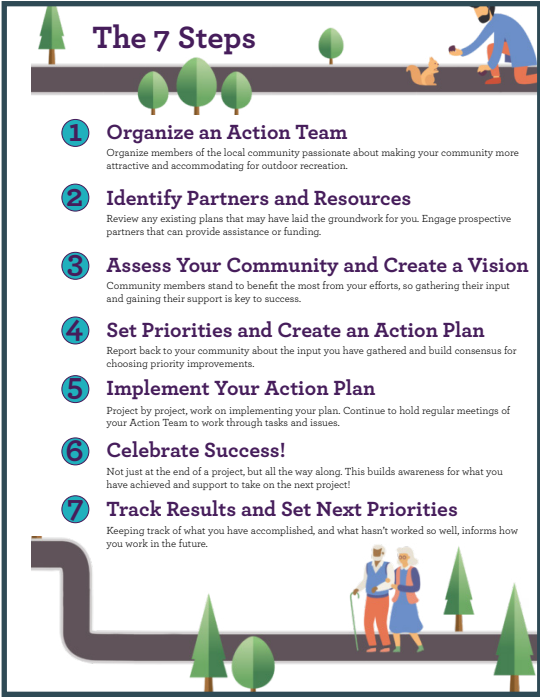 The 7 Steps
1
Organize an Action Team
Organize members of the local community passionate about making your community more
attractive and accommodating for outdoor recreation.
2
Identify Partners and Resources
Review any existing plans that may have laid the groundwork for you. Engage prospective
partners that can provide assistance or funding.
3
Assess Your Community and Create a Vision
Community members stand to benefit the most from your efforts, so gathering their input
and gaining their support is key to success.
4
Set Priorities and Create an Action Plan
Report back to your community about the input you have gathered and build consensus for
choosing priority improvements.
5
Implement Your Action Plan
Project by project, work on implementing your plan. Continue to hold regular meetings of
your Action Team to work through tasks and issues.
6
Celebrate Success!
Not just at the end of a project, but all the way along. This builds awareness for what you
have achieved and support to take on the next project!
7
Track Results and Set Next Priorities
Keeping track of what you have accomplished, and what hasn't worked so well, informs how
you work in the future.